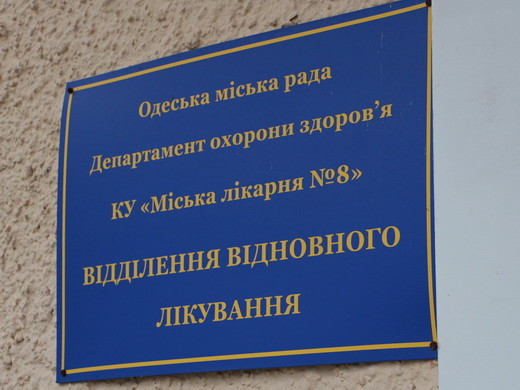 Одеська міська рада
Департамент охорони здоров’я
КУ «Міська лікарня №8»
ВІДДІЛЕННЯ ВІДНОВНОГО
ЛІКУВАННЯ